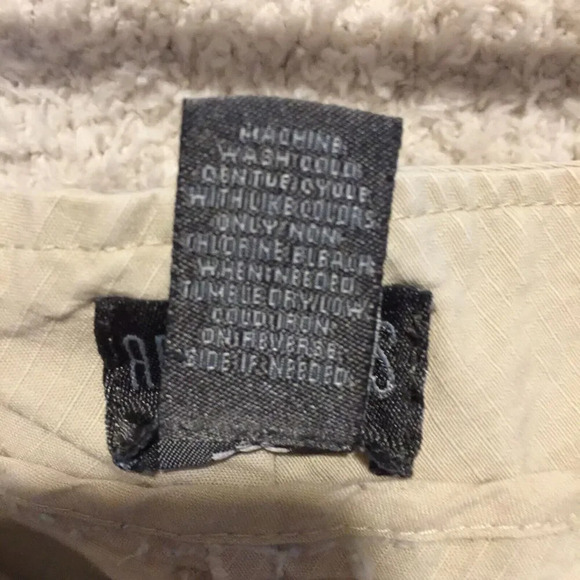 MACHINE
WASH COLD
GENTLE CYCLE
WITH LIKE COLORS
ONLY NON-
CHLORINE BLEACH
WHEN NEEDED
TUMBLE DRY LOW
COLD IRON
ON REVERSE
SIDE IF NEEDED